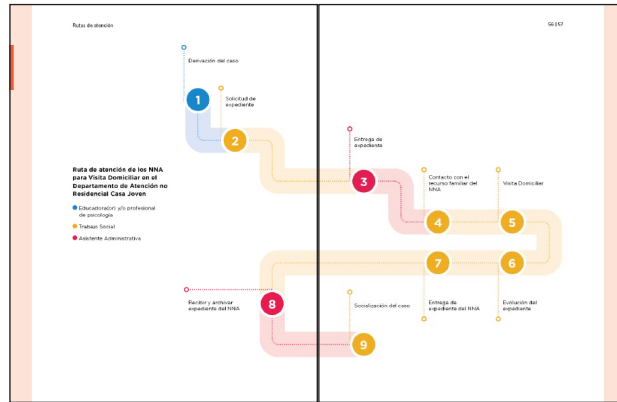 Rutas de atención
56 | 57
Derivación del caso
1
Solicitud de
expediente
2
Entrega de
expediente
3
Ruta de atención de los NNA
para Visita Domiciliar en el
Departamento de Atención no
Residencial Casa Joven
Educadora(or) y/o profesional
de psicología
Trabajo Social
Asistente Administrativa
Contacto con el
recurso familiar del
NNA
4
Visita Domiciliar
5
6
Evolución del
expediente
7
Entrega de
expediente del NNA
8
Recibir y archivar
expediente del NNA
Socialización del caso
9